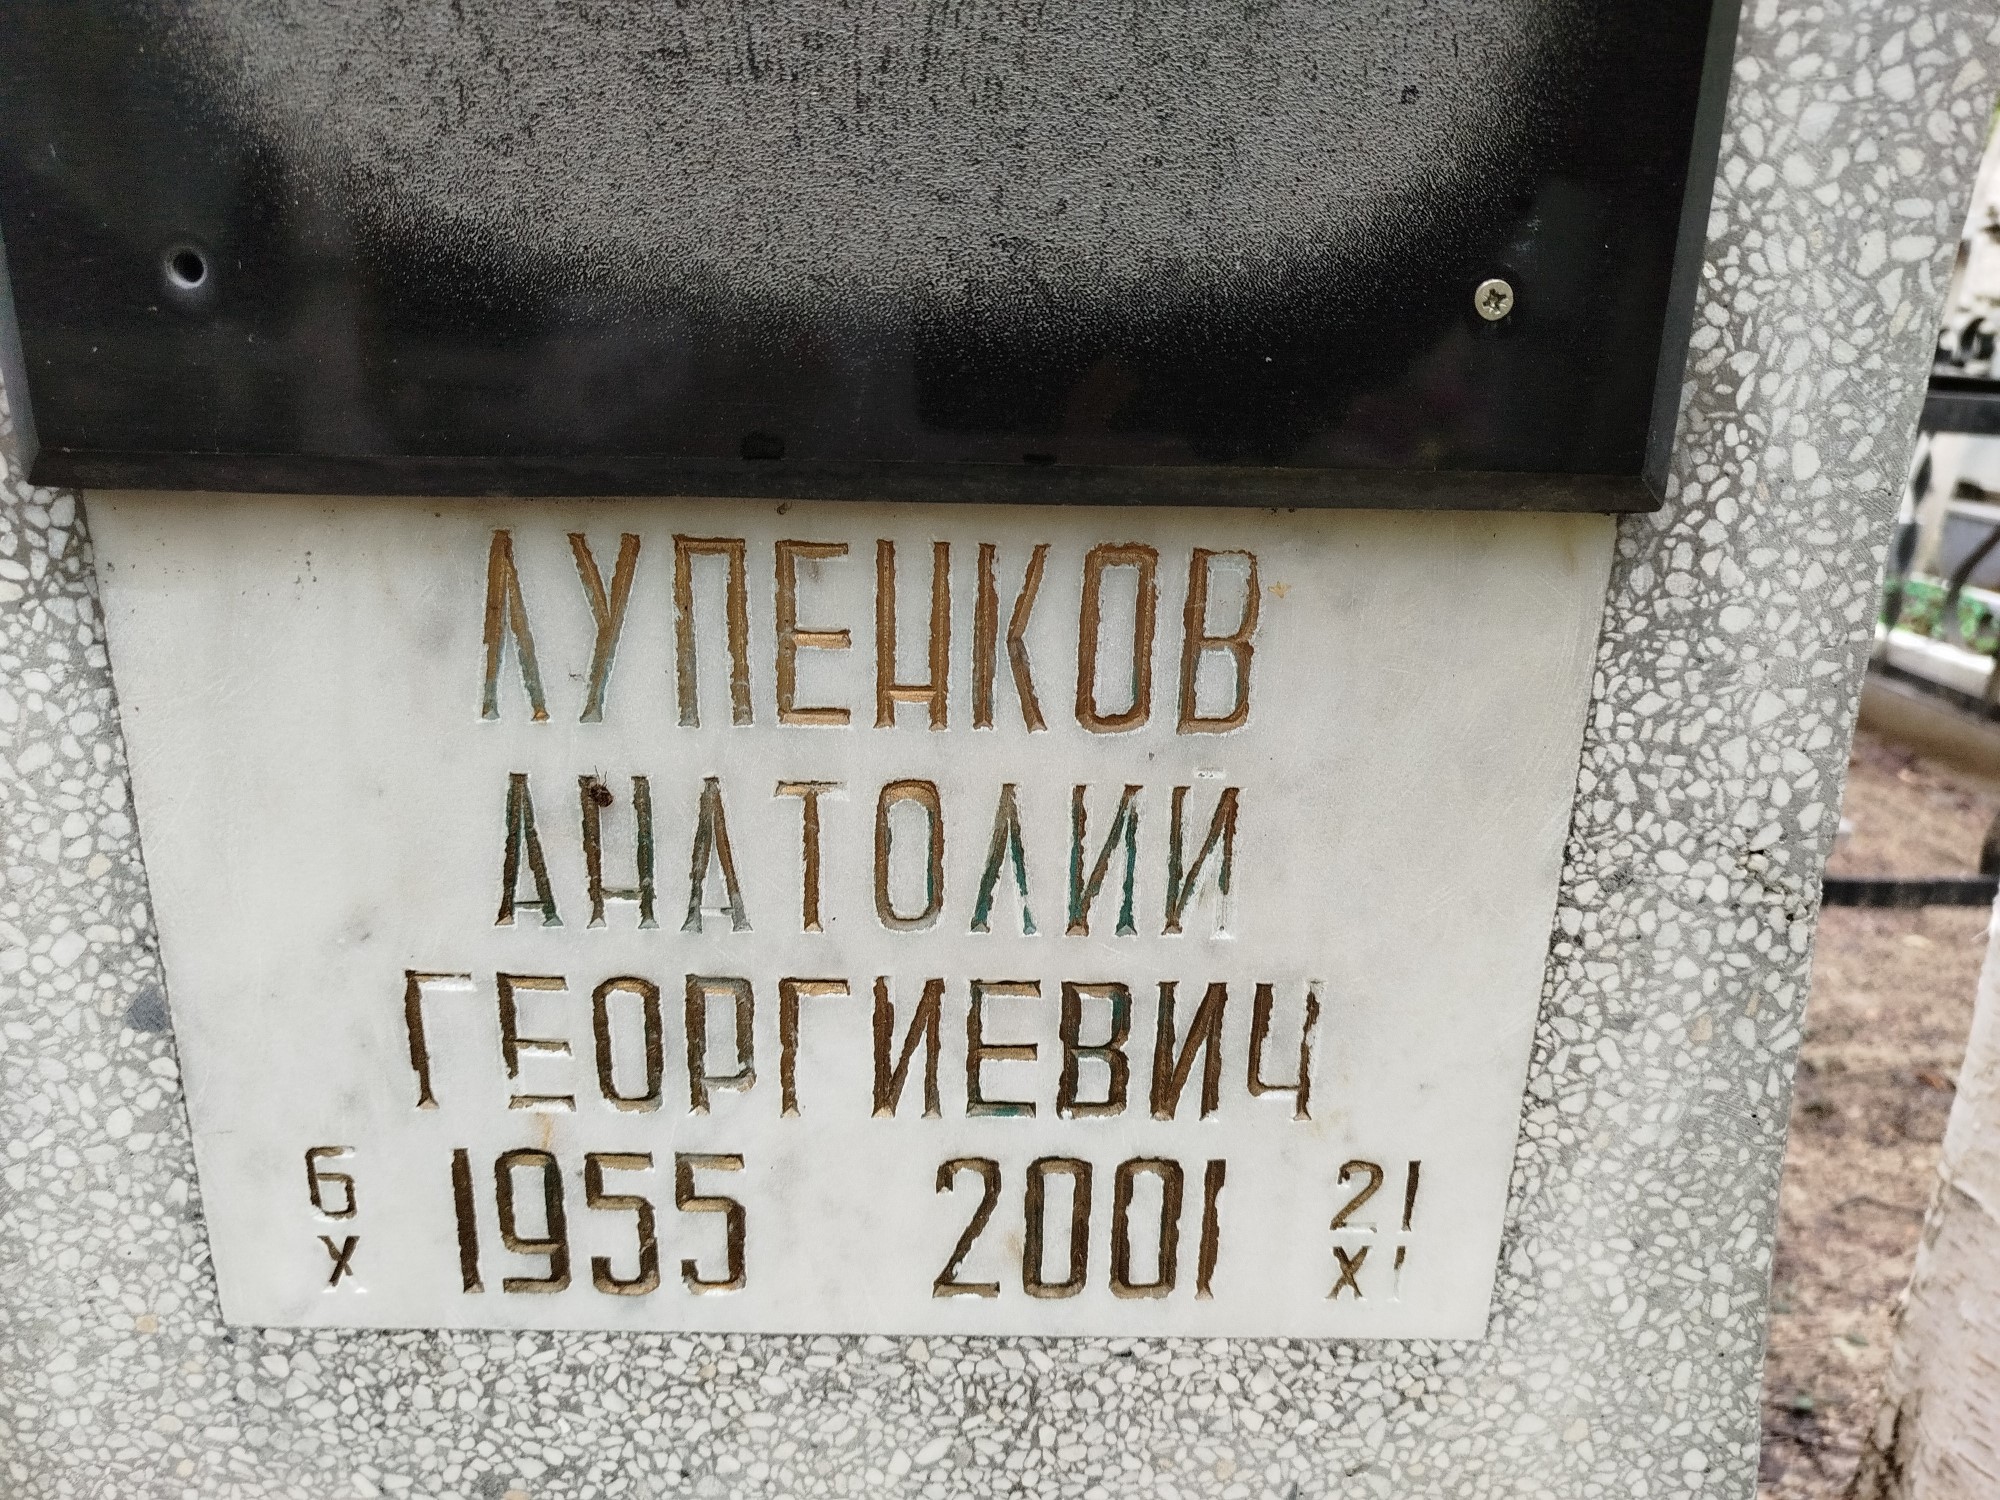 ЛУПЕНКОВ
АНАТОЛИЙ
ГЕОРГИЕВИЧ
6 X 1955 2001 21 XI